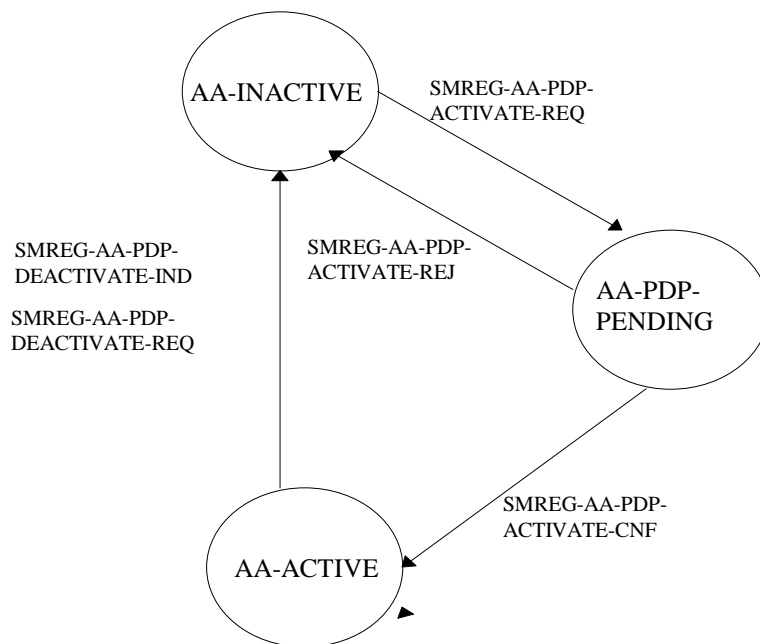 AA-INACTIVE
SMREG-AA-PDP-
ACTIVATE-REQ
SMREG-AA-PDP-
DEACTIVATE-IND
SMREG-AA-PDP-
DEACTIVATE-REQ
SMREG-AA-PDP-
ACTIVATE-REJ
AA-PDP-
PENDING
SMREG-AA-PDP-
ACTIVATE-CNF
AA-ACTIVE